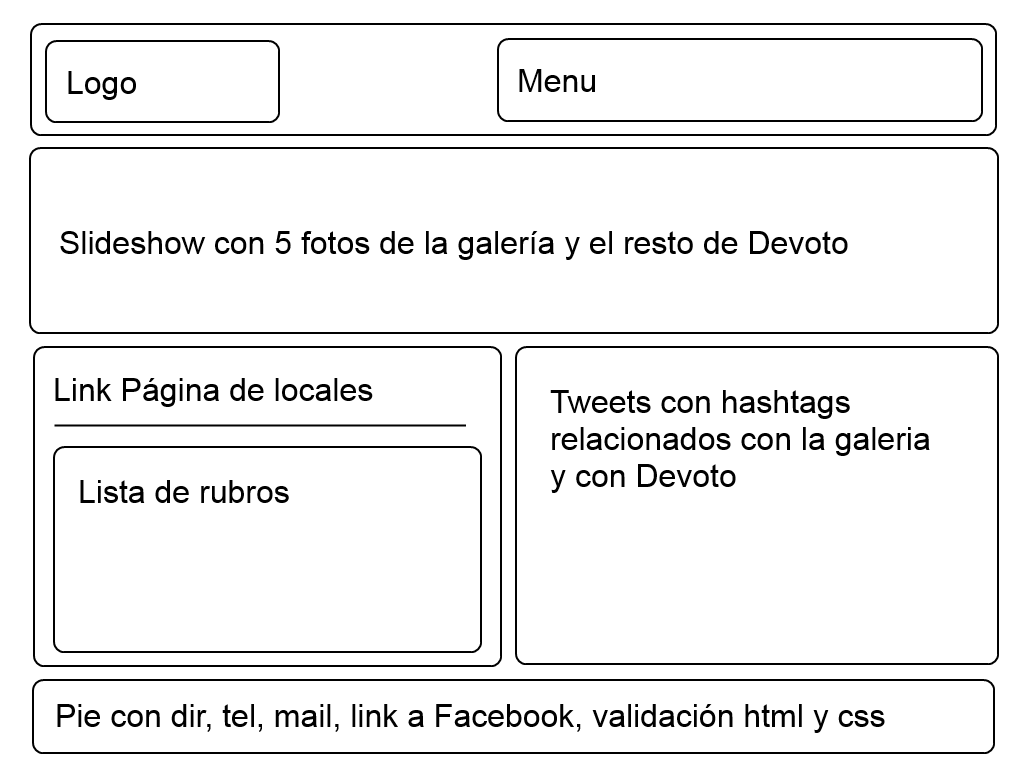 Logo
Menu
Slideshow con 5 fotos de la galería y el resto de Devoto
Link Página de locales
Lista de rubros
Tweets con hashtags
relacionados con la galeria
y con Devoto
Pie con dir, tel, mail, link a Facebook, validación html y css